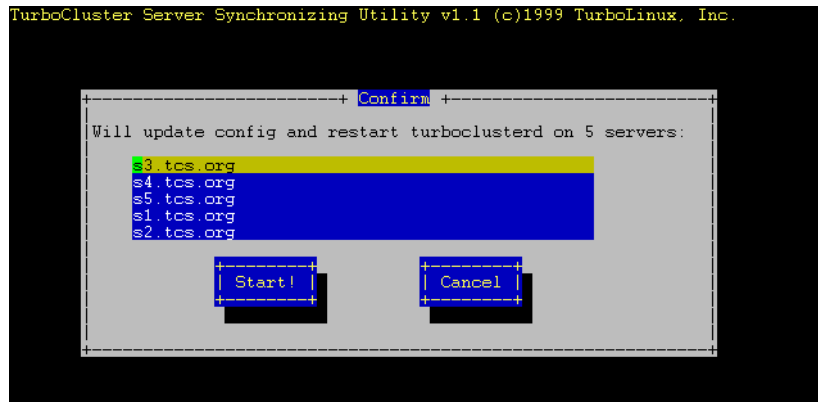 TurboCluster Server Synchronizing Utility v1.1 (c)1999 TurboLinux, Inc.
Confirm
Will update config and restart turboclusterd on 5 servers:
s3.tcs.org
s4.tcs.org
s5.tcs.org
s1.tcs.org
s2.tcs.org
Start! Cancel